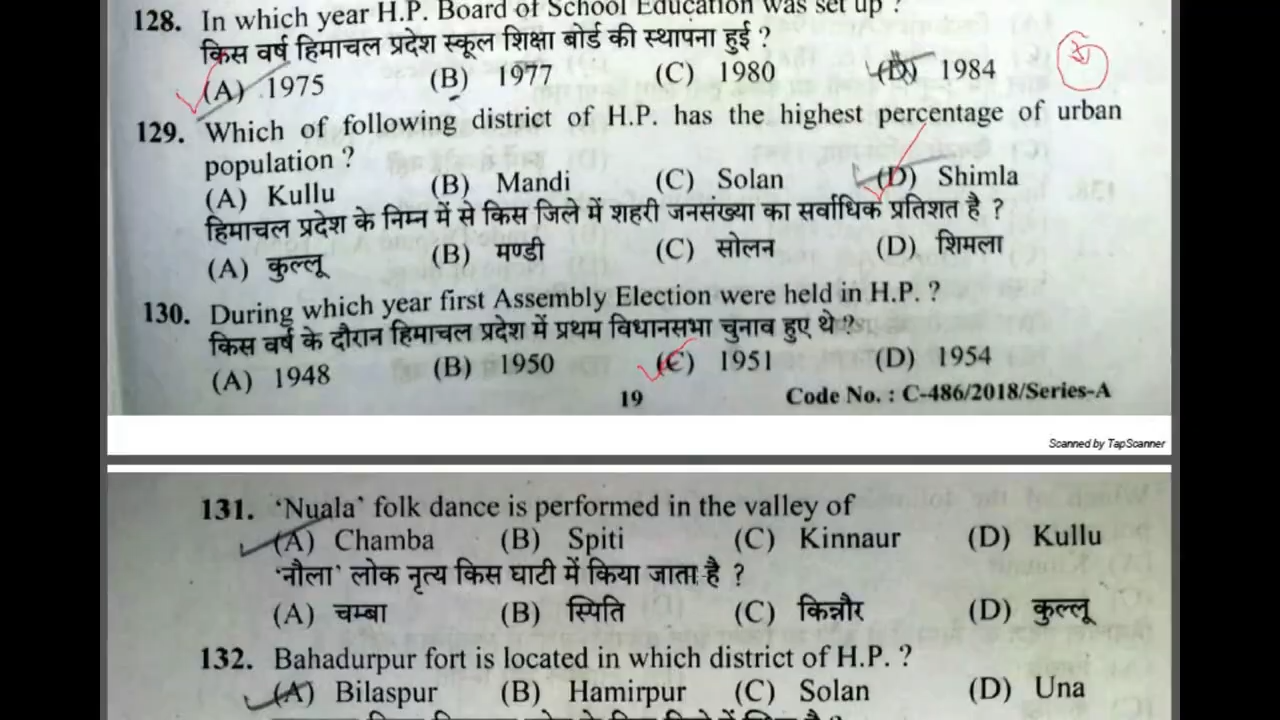 128. In which year H.P. Board of School Education was set up ?
किस वर्ष हिमाचल प्रदेश स्कूल शिक्षा बोर्ड की स्थापना हुई ?
(A) 1975 (B) 1977 (C) 1980 (D) 1984
129. Which of following district of H.P. has the highest percentage of urban
population ?
(A) Kullu (B) Mandi (C) Solan (D) Shimla
हिमाचल प्रदेश के निम्न में से किस जिले में शहरी जनसंख्या का सर्वाधिक प्रतिशत है ?
(A) कुल्लू (B) मण्डी (C) सोलन (D) शिमला
130. During which year first Assembly Election were held in H.P. ?
किस वर्ष के दौरान हिमाचल प्रदेश में प्रथम विधानसभा चुनाव हुए थे ?
(A) 1948 (B) 1950 (C) 1951 (D) 1954
19 Code No. : C-486/2018/Series-A
Scanned by TapScanner
131. 'Nuala' folk dance is performed in the valley of
(A) Chamba (B) Spiti (C) Kinnaur (D) Kullu
'नौला' लोक नृत्य किस घाटी में किया जाता है ?
(A) चम्बा (B) स्पिति (C) किन्नौर (D) कुल्लू
132. Bahadurpur fort is located in which district of H.P. ?
(A) Bilaspur (B) Hamirpur (C) Solan (D) Una